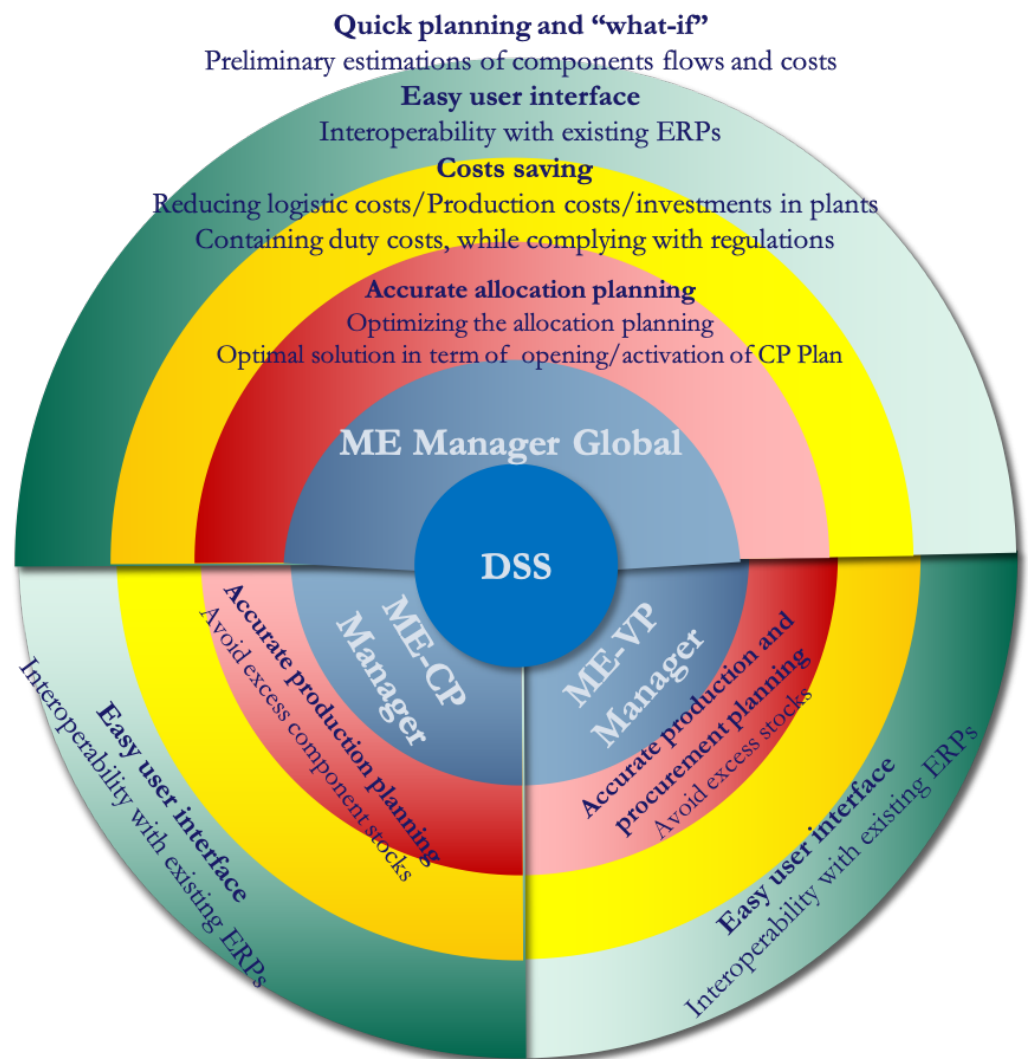 Quick planning and “what-if”
Preliminary estimations of components flows and costs
Easy user interface
Interoperability with existing ERPs
Costs saving
Reducing logistic costs/Production costs/investments in plants
Containing duty costs, while complying with regulations
Accurate allocation planning
Optimizing the allocation planning
Optimal solution in term of opening/activation of CP Plan
ME Manager Global
DSS
ME-CP
Manager
Accurate production planning
Avoid excess component stocks
Easy user interface
Interoperability with existing ERPs
ME-VP
Manager
Accurate production and
procurement planning
Avoid excess stocks
Easy user interface
Interoperability with existing ERPs